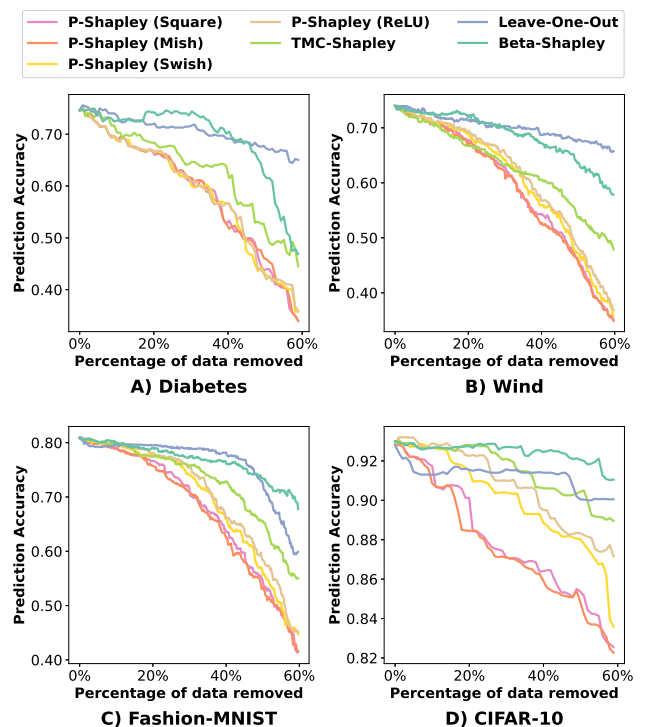 P-Shapley (Square) P-Shapley (ReLU) Leave-One-Out
P-Shapley (Mish) TMC-Shapley Beta-Shapley
P-Shapley (Swish)
Prediction Accuracy
0.70
0.60
0.50
0.40
0% 20% 40% 60%
Percentage of data removed
A) Diabetes
Prediction Accuracy
0.70
0.60
0.50
0.40
0% 20% 40% 60%
Percentage of data removed
B) Wind
Prediction Accuracy
0.80
0.70
0.60
0.50
0.40
0% 20% 40% 60%
Percentage of data removed
C) Fashion-MNIST
Prediction Accuracy
0.92
0.90
0.88
0.86
0.84
0.82
0% 20% 40% 60%
Percentage of data removed
D) CIFAR-10